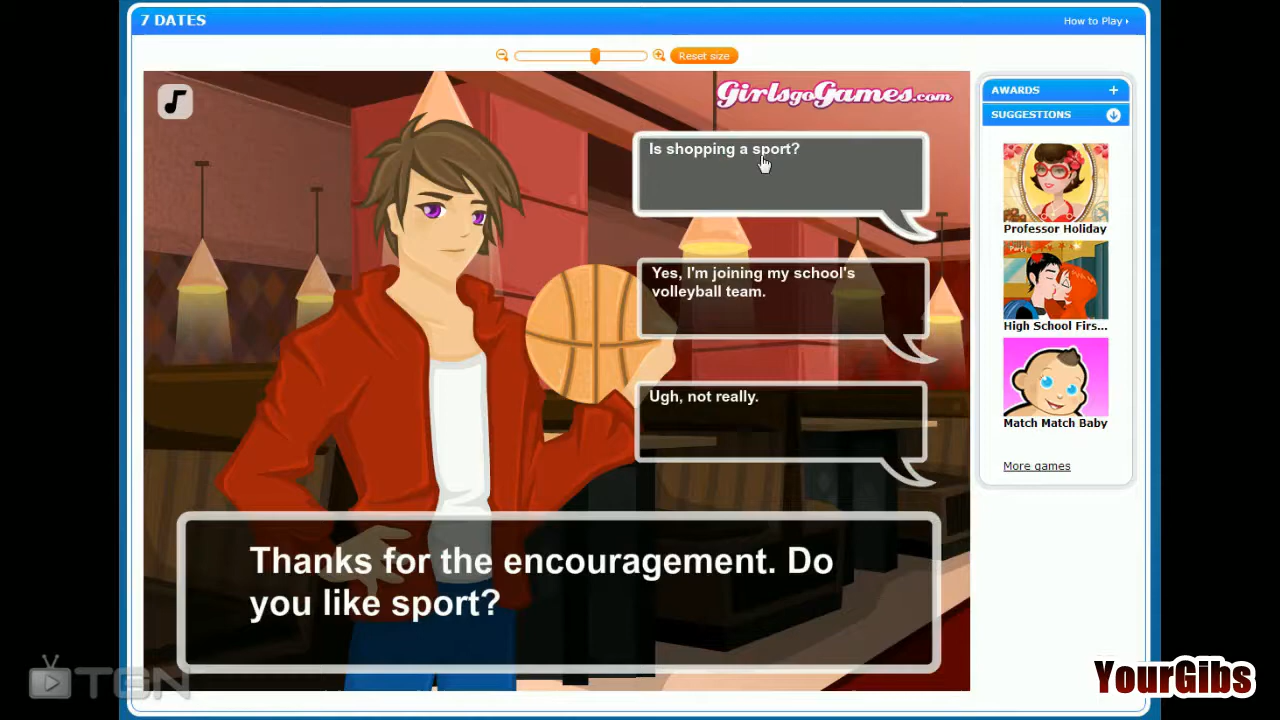 7 DATES
How to Play
Reset size
GirlsgoGames.com
AWARDS
+
SUGGESTIONS
Is shopping a sport?
Professor Holiday
Yes, I'm joining my school's
volleyball team.
Party
High School Firs...
Ugh, not really.
Match Match Baby
More games
Thanks for the encouragement. Do
you like sport?
TGN
YourGibs